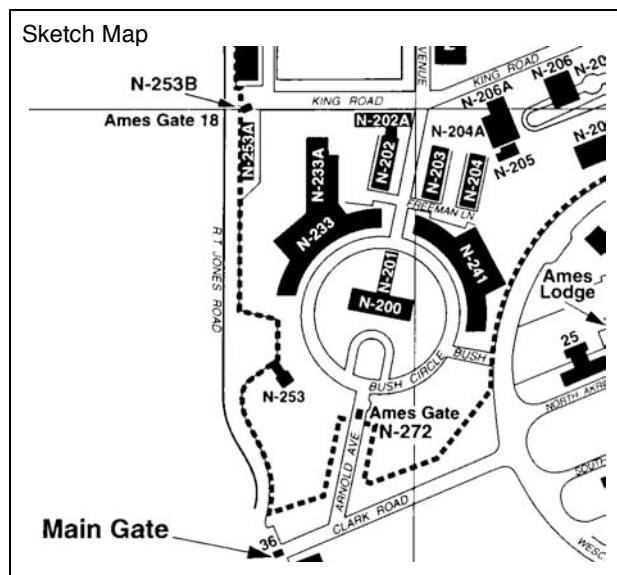 Sketch Map
N-253B
Ames Gate 18
KING ROAD
AVENUE
KING ROAD
N-206A
N-206
N-202A
N-204A
N-205
N-253A
N-233A
N-202
N-203
N-204
FREEMAN LN
N-233
N-241
N-201
N-200
R.T. JONES ROAD
Ames
Lodge
25
BUSH CIRCLE
BUSH
N-253
Ames Gate
N-272
ARNOLD AVE
CLARK ROAD
Main Gate
36